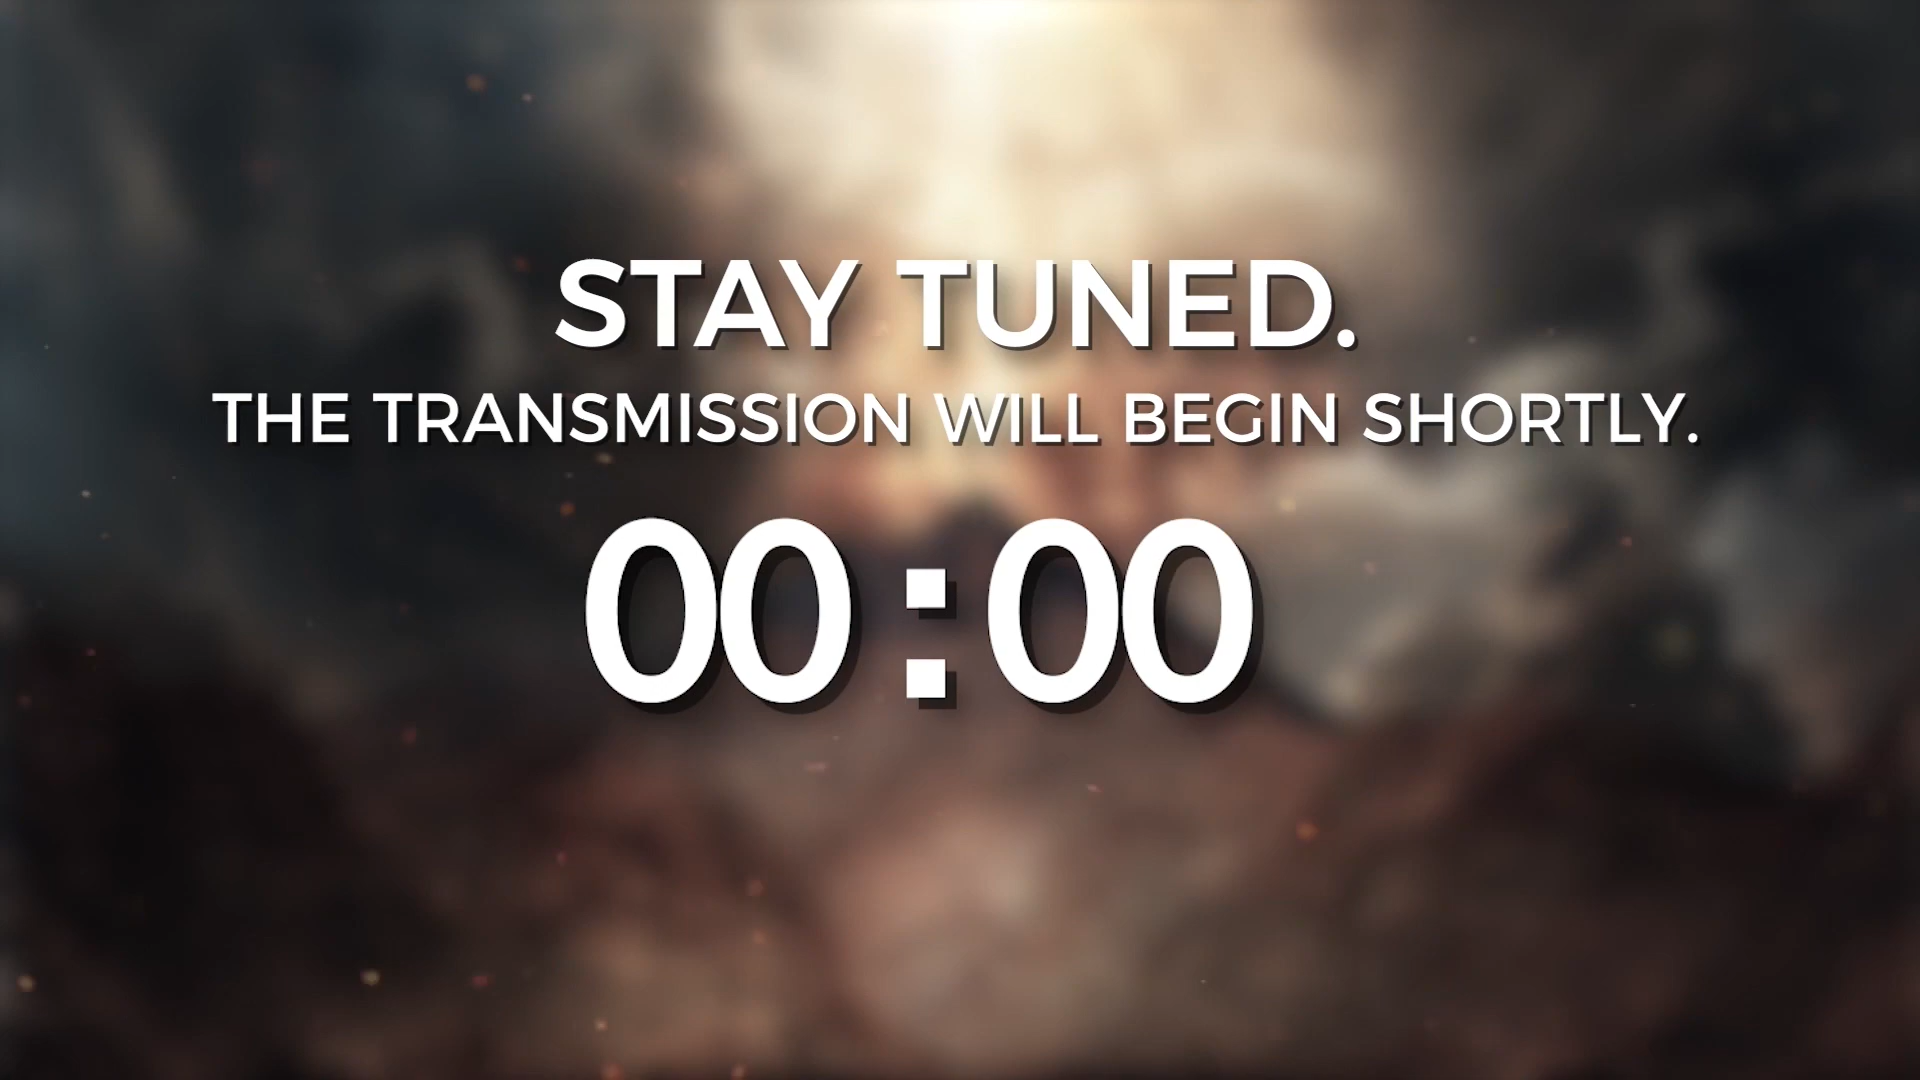 STAY TUNED.
THE TRANSMISSION WILL BEGIN SHORTLY.
00:00